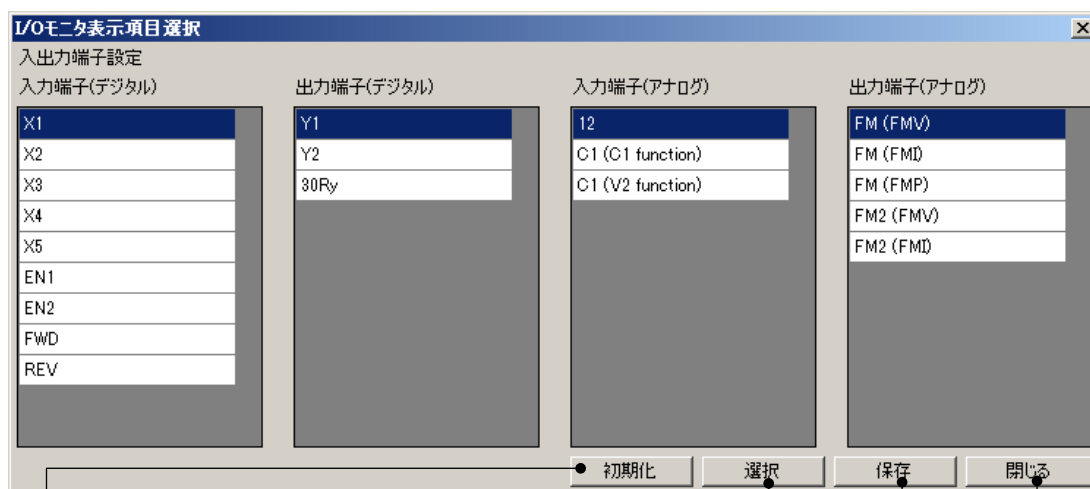 I/Oモニタ表示項目選択
入出力端子設定
入力端子(デジタル)
X1
X2
X3
X4
X5
EN1
EN2
FWD
REV
出力端子(デジタル)
Y1
Y2
30Ry
入力端子(アナログ)
12
C1 (C1 function)
C1 (V2 function)
出力端子(アナログ)
FM (FMV)
FM (FMI)
FM (FMP)
FM2 (FMV)
FM2 (FMI)
初期化 選択 保存 閉じる